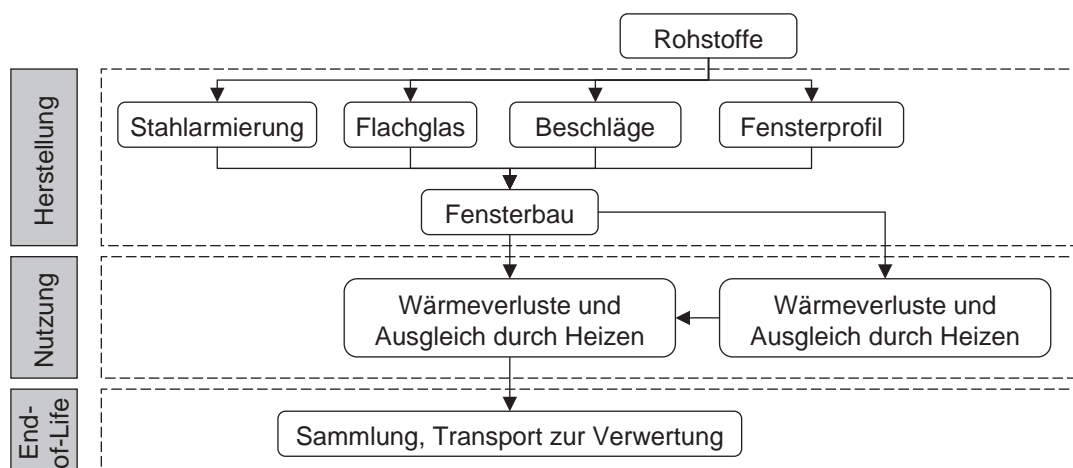 Rohstoffe
Herstellung
Stahlarmierung
Flachglas
Beschläge
Fensterprofil
Fensterbau
Nutzung
Wärmeverluste und
Ausgleich durch Heizen
Wärmeverluste und
Ausgleich durch Heizen
End-
of-Life
Sammlung, Transport zur Verwertung